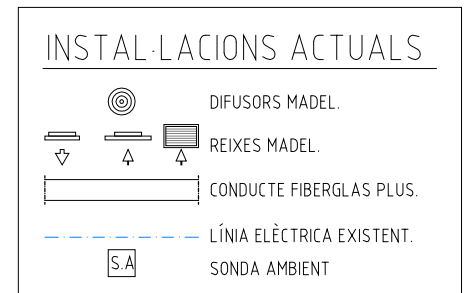 INSTAL·LACIONS ACTUALS
DIFUSORS MADEL.
REIXES MADEL.
CONDUCTE FIBERGLAS PLUS.
LÍNIA ELÈCTRICA EXISTENT.
S.A SONDA AMBIENT